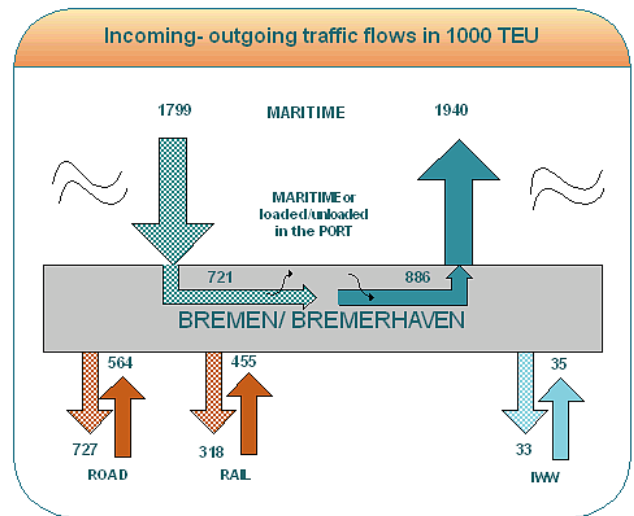 Incoming- outgoing traffic flows in 1000 TEU
1799
MARITIME
1940
MARITIME or
loaded/unloaded
in the PORT
721
886
BREMEN/ BREMERHAVEN
564
455
35
727
318
33
ROAD
RAIL
IWW